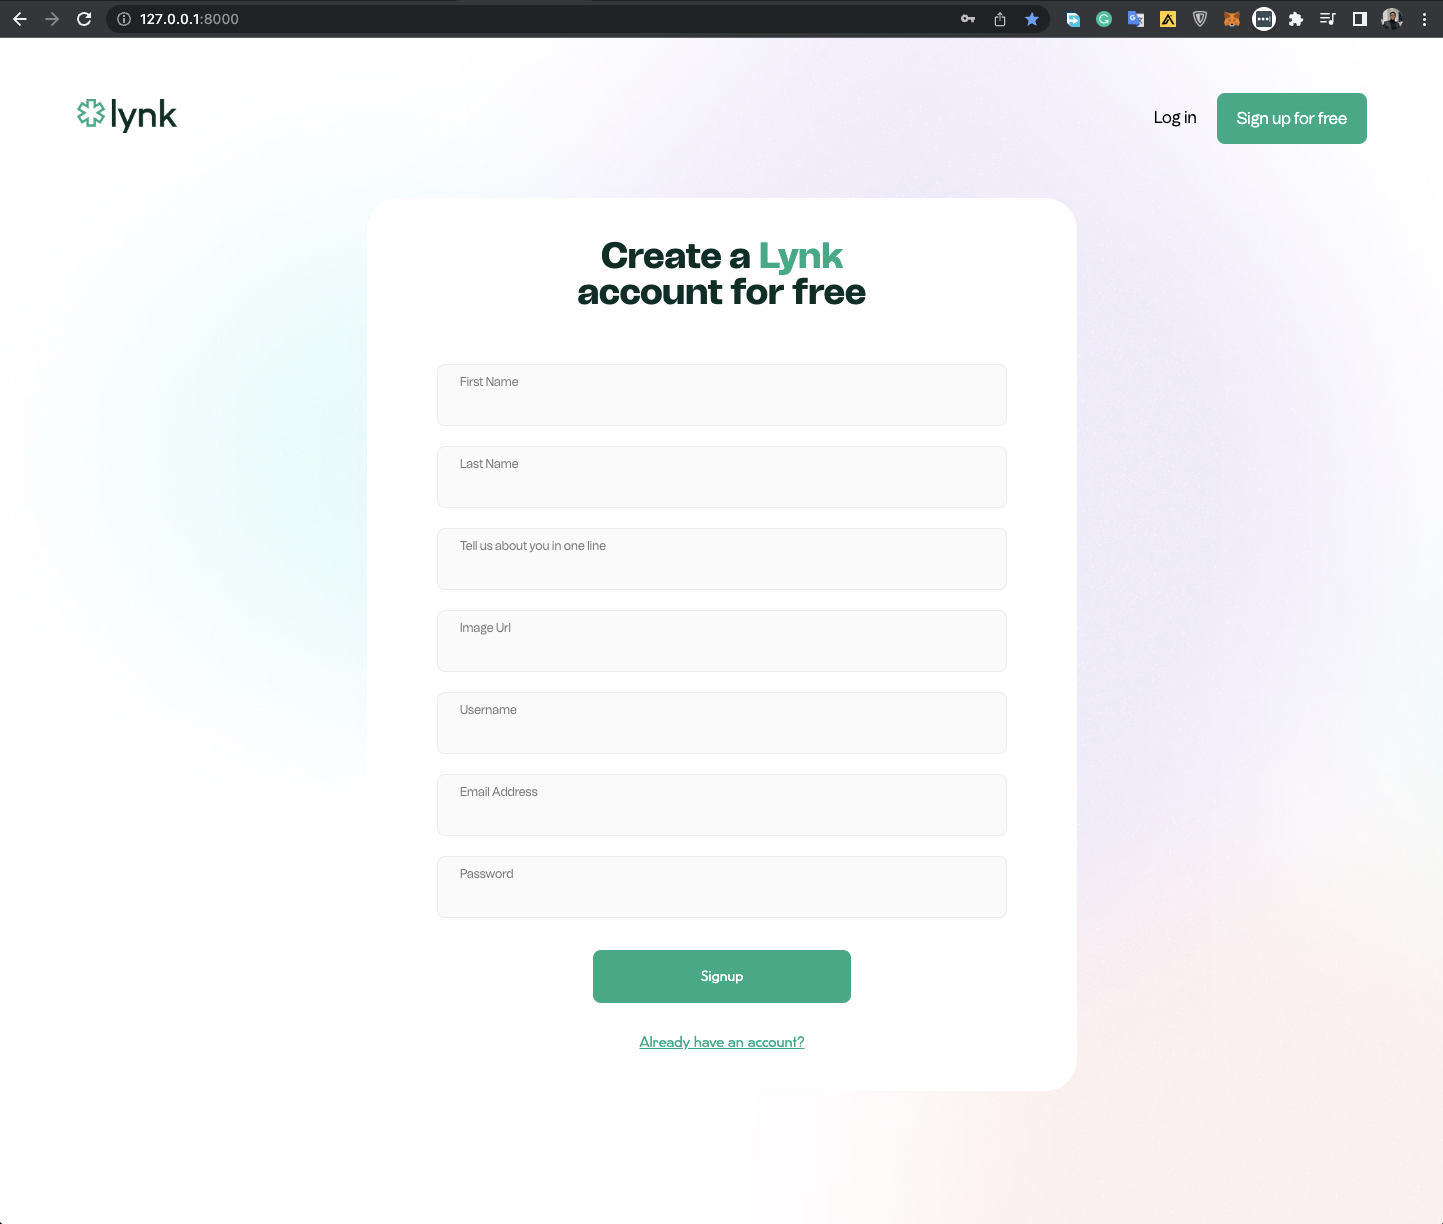 127.0.0.1:8000
lynk
Log in
Sign up for free
Create a Lynk
account for free
First Name
Last Name
Tell us about you in one line
Image Url
Username
Email Address
Password
Signup
Already have an account?